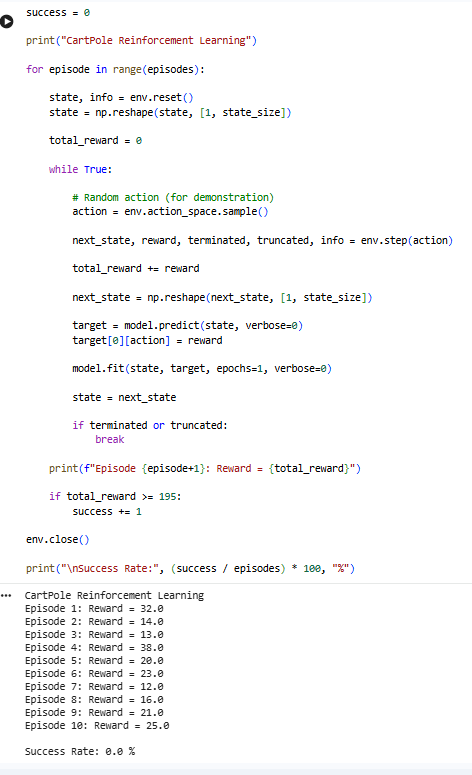 success = 0
print("CartPole Reinforcement Learning")
for episode in range(episodes):
    state, info = env.reset()
    state = np.reshape(state, [1, state_size])
    total_reward = 0
    while True:
        # Random action (for demonstration)
        action = env.action_space.sample()
        next_state, reward, terminated, truncated, info = env.step(action)
        total_reward += reward
        next_state = np.reshape(next_state, [1, state_size])
        target = model.predict(state, verbose=0)
        target[0][action] = reward
        model.fit(state, target, epochs=1, verbose=0)
        state = next_state
        if terminated or truncated:
            break
    print(f"Episode {episode+1}: Reward = {total_reward}")
    if total_reward >= 195:
        success += 1
env.close()
print("\nSuccess Rate:", (success / episodes) * 100, "%")
CartPole Reinforcement Learning
Episode 1: Reward = 32.0
Episode 2: Reward = 14.0
Episode 3: Reward = 13.0
Episode 4: Reward = 38.0
Episode 5: Reward = 20.0
Episode 6: Reward = 23.0
Episode 7: Reward = 12.0
Episode 8: Reward = 16.0
Episode 9: Reward = 21.0
Episode 10: Reward = 25.0
Success Rate: 0.0 %